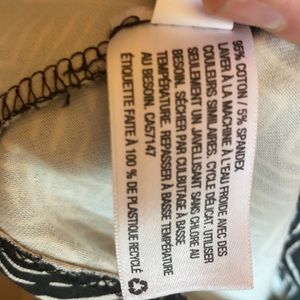 95% COTON / 5% SPANDEX
LAVER À LA MACHINE À L'EAU FROIDE AVEC DES
COULEURS SIMILAIRES. CYCLE DÉLICAT. UTILISER
SEULEMENT UN JAVELLISANT SANS CHLORE AU
BESOIN. SÉCHER PAR CULBUTAGE À BASSE
TEMPÉRATURE. REPASSER À BASSE TEMPÉRATURE
AU BESOIN. CA57147
ÉTIQUETTE FAITE À 100 %
DE PLASTIQUE RECYCLÉ